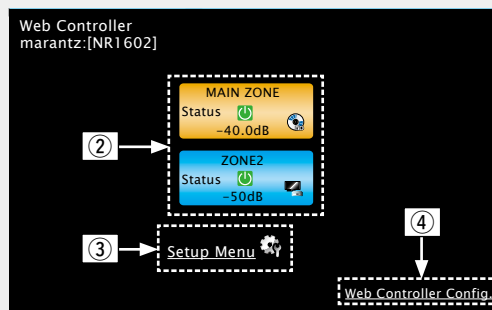 Web Controller
marantz:[NR1602]
MAIN ZONE
Status
-40.0dB
②
ZONE2
Status
-50dB
③
Setup Menu
④
Web Controller Config.